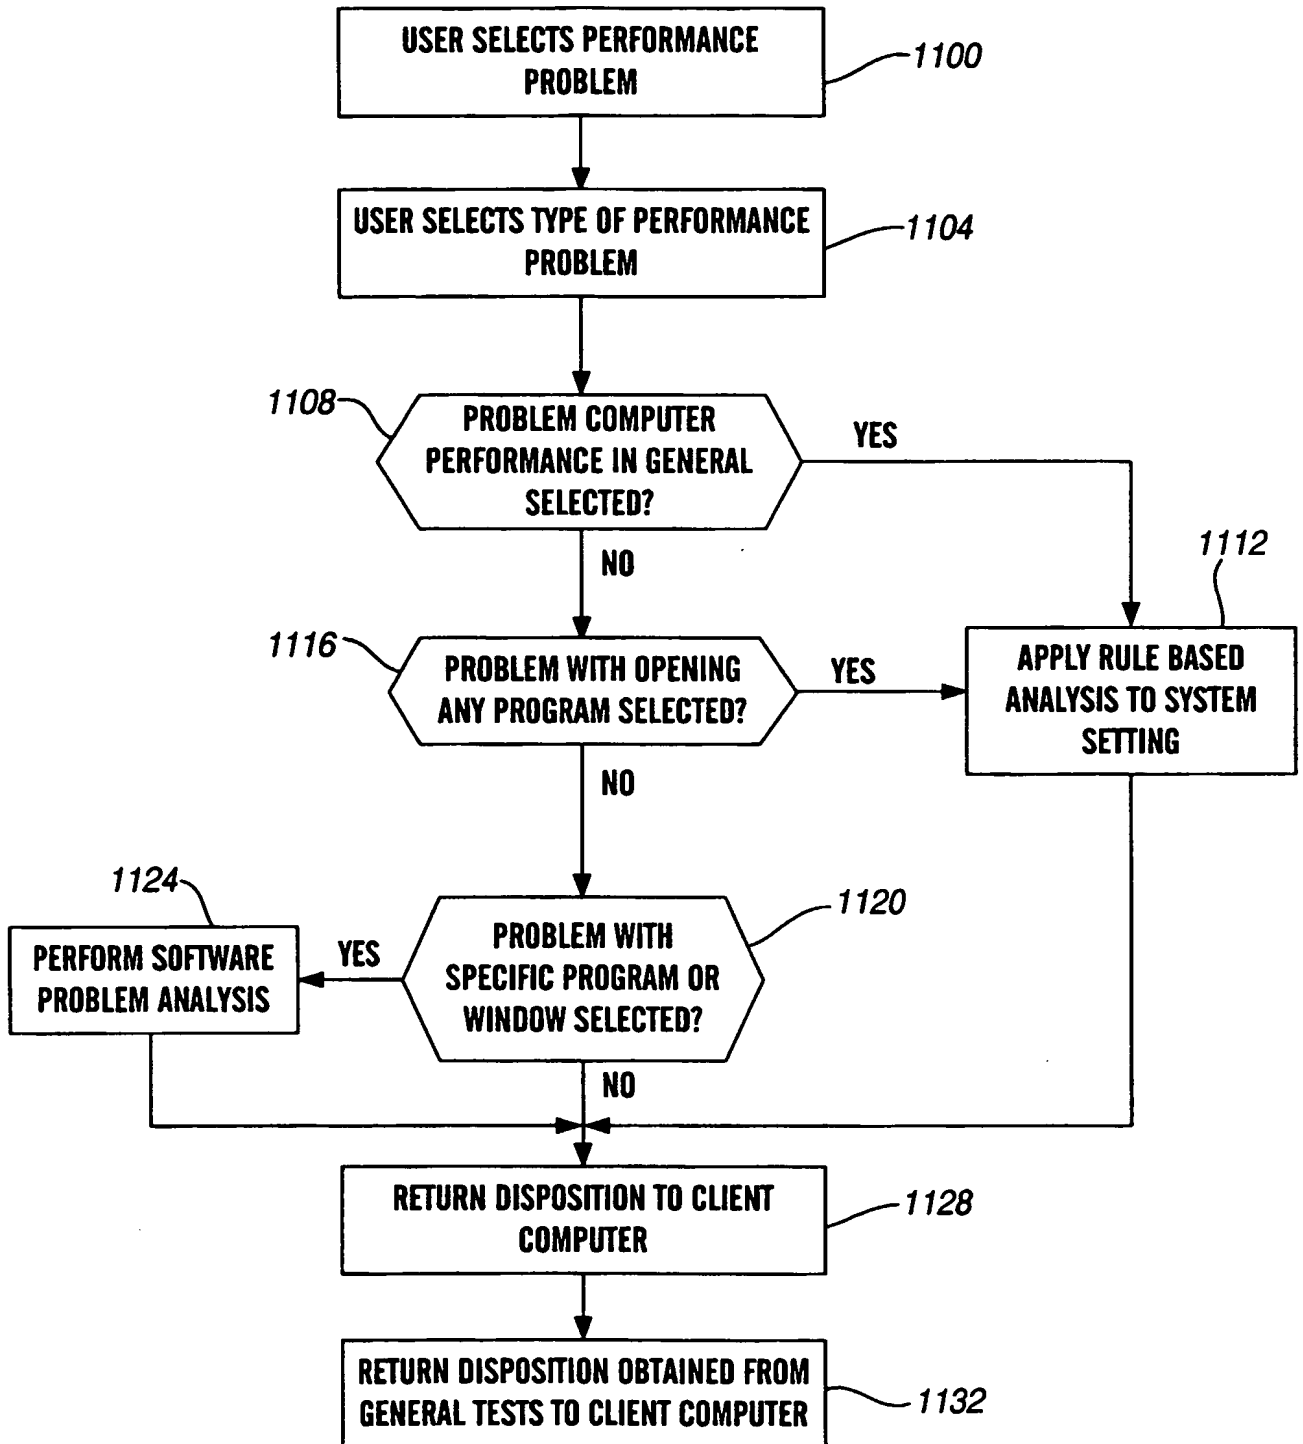 USER SELECTS PERFORMANCE
PROBLEM
1100
USER SELECTS TYPE OF PERFORMANCE
PROBLEM
1104
1108
PROBLEM COMPUTER
PERFORMANCE IN GENERAL
SELECTED?
YES
NO
1112
APPLY RULE BASED
ANALYSIS TO SYSTEM
SETTING
1116
PROBLEM WITH OPENING
ANY PROGRAM SELECTED?
YES
NO
1124
PERFORM SOFTWARE
PROBLEM ANALYSIS
YES
1120
PROBLEM WITH
SPECIFIC PROGRAM OR
WINDOW SELECTED?
NO
RETURN DISPOSITION TO CLIENT
COMPUTER
1128
RETURN DISPOSITION OBTAINED FROM
GENERAL TESTS TO CLIENT COMPUTER
1132